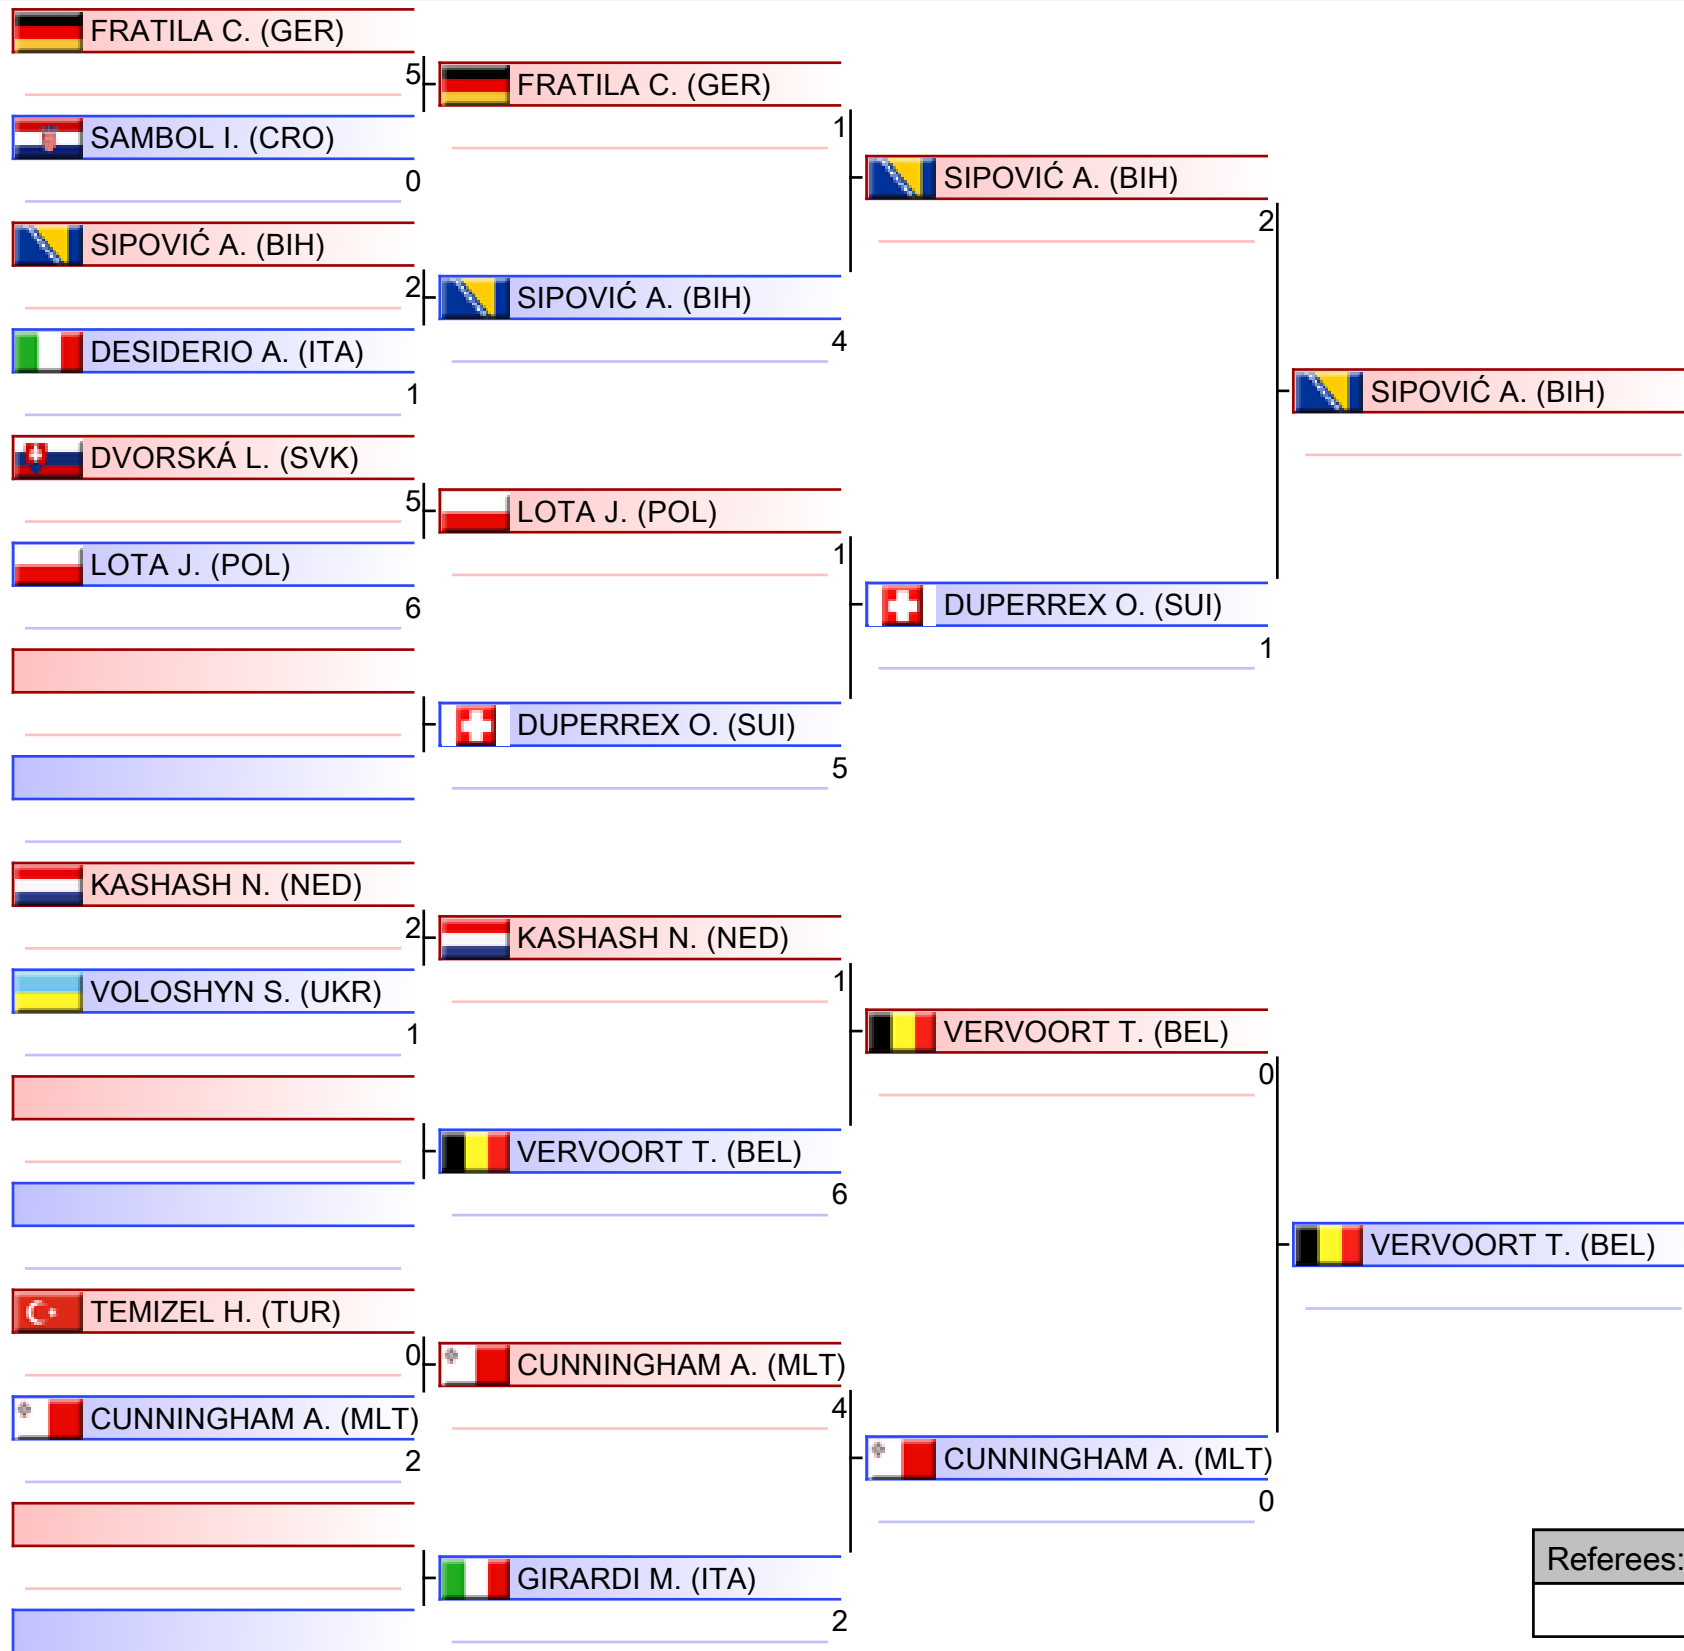 FRATILA C. (GER)
5
SAMBOL I. (CRO)
0
SIPOVIĆ A. (BIH)
2
DESIDERIO A. (ITA)
1
DVORSKÁ L. (SVK)
5
LOTA J. (POL)
6
KASHASH N. (NED)
2
VOLOSHYN S. (UKR)
1
TEMIZEL H. (TUR)
0
CUNNINGHAM A. (MLT)
2
FRATILA C. (GER)
1
SIPOVIĆ A. (BIH)
4
LOTA J. (POL)
1
DUPERREX O. (SUI)
5
KASHASH N. (NED)
1
VERVOORT T. (BEL)
6
CUNNINGHAM A. (MLT)
4
GIRARDI M. (ITA)
2
SIPOVIĆ A. (BIH)
2
DUPERREX O. (SUI)
1
VERVOORT T. (BEL)
0
CUNNINGHAM A. (MLT)
0
SIPOVIĆ A. (BIH)
VERVOORT T. (BEL)
Referees: